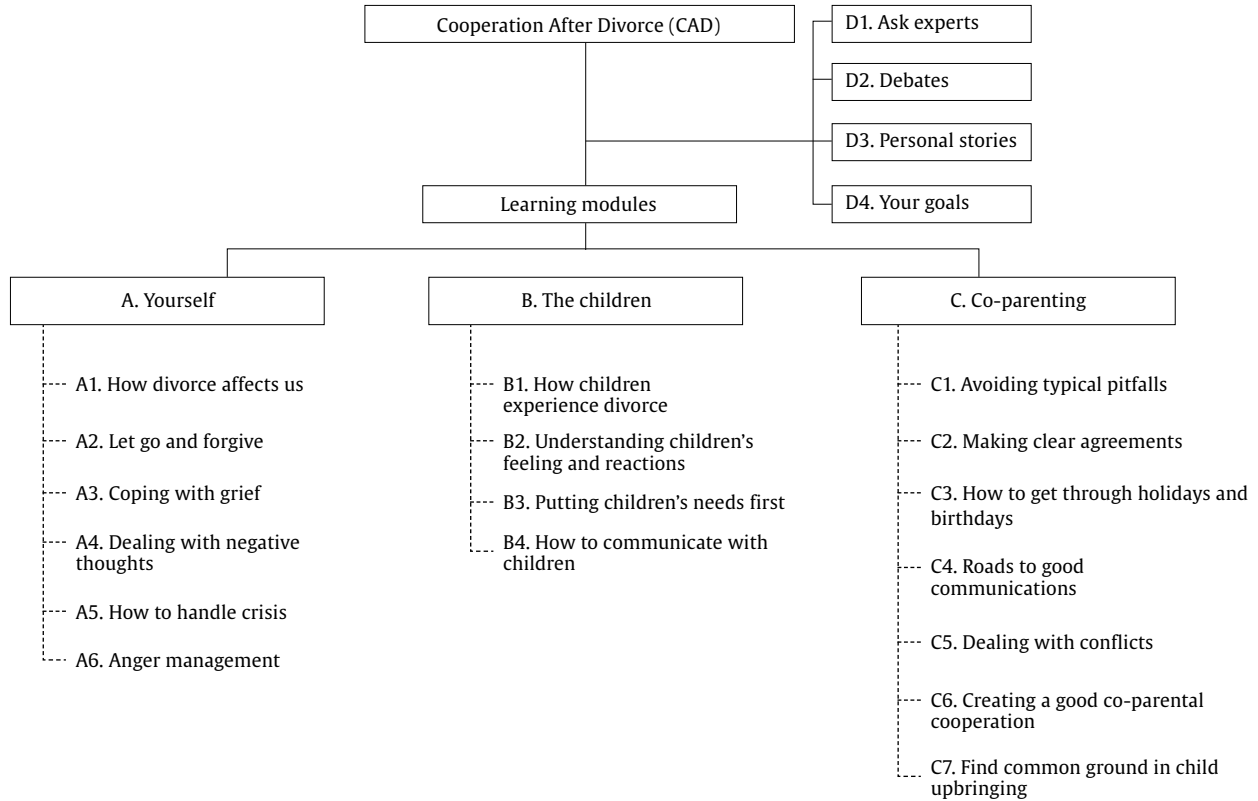 Cooperation After Divorce (CAD)
D1. Ask experts
D2. Debates
D3. Personal stories
D4. Your goals
Learning modules
A. Yourself
A1. How divorce affects us
A2. Let go and forgive
A3. Coping with grief
A4. Dealing with negative
thoughts
A5. How to handle crisis
A6. Anger management
B. The children
B1. How children
experience divorce
B2. Understanding children’s
feeling and reactions
B3. Putting children’s needs first
B4. How to communicate with
children
C. Co-parenting
C1. Avoiding typical pitfalls
C2. Making clear agreements
C3. How to get through holidays and
birthdays
C4. Roads to good
communications
C5. Dealing with conflicts
C6. Creating a good co-parental
cooperation
C7. Find common ground in child
upbringing